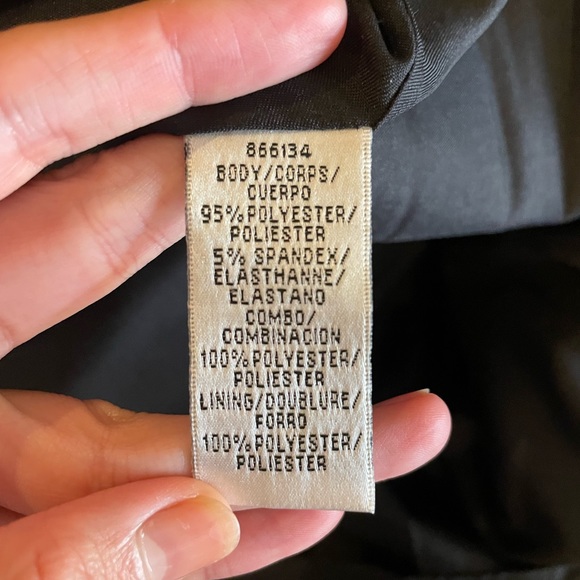 866134
BODY/CORPS/
CUERPO
95%POLYESTER/
POLIESTER
5% SPANDEX/
ELASTHANNE/
ELASTANO
COMBO/
COMBINACION
100%POLYESTER/
POLIESTER
LINING/DOUBLURE/
FORRO
100%POLYESTER/
POLIESTER